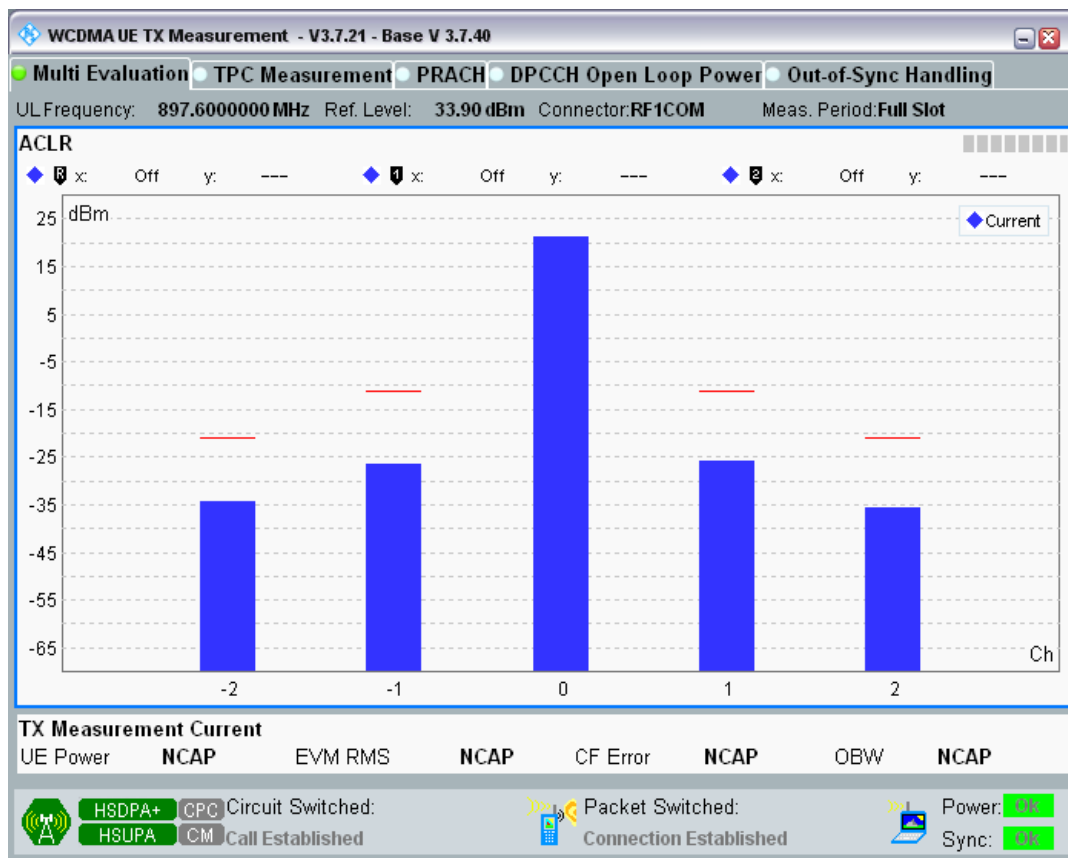 WCDMA UE TX Measurement - V3.7.21 - Base V 3.7.40
Multi Evaluation TPC Measurement PRACH DPCCH Open Loop Power Out-of-Sync Handling
UL Frequency: 897.6000000 MHz Ref. Level: 33.90 dBm Connector:RF1COM Meas. Period:Full Slot
ACLR
R x: Off y: --- 1 x: Off y: --- 2 x: Off y: ---
dBm
Current
25
15
5
-5
-15
-25
-35
-45
-55
-65
Ch
-2 -1 0 1 2
TX Measurement Current
UE Power NCAP EVM RMS NCAP CF Error NCAP OBW NCAP
HSDPA+ CPC Circuit Switched: Packet Switched: Power: OK
HSUPA CM Call Established Connection Established Sync: OK